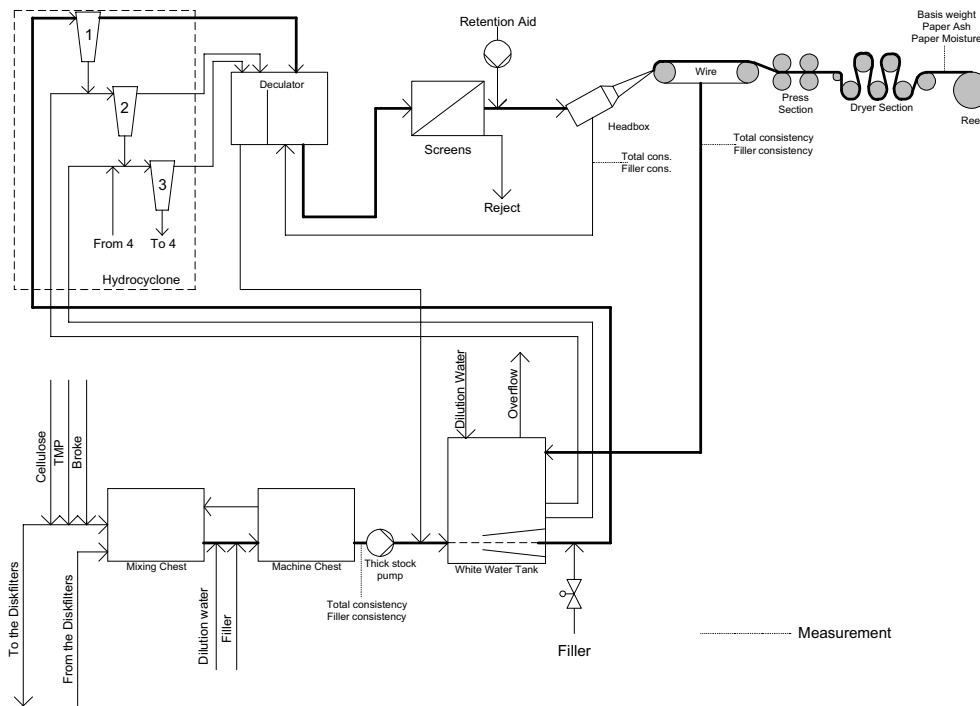 Basis weight
Paper Ash
Paper Moisture
Retention Aid
1
2
3
From 4
To 4
Hydrocyclone
Deculator
Screens
Reject
Headbox
Wire
Press
Section
Dryer Section
Reel
Total cons.
Filler cons.
Total consistency
Filler consistency
Dilution Water
Overflow
Cellulose
TMP
Broke
Mixing Chest
Machine Chest
Thick stock
pump
White Water Tank
Total consistency
Filler consistency
To the Diskfilters
From the Diskfilters
Dilution water
Filler
Filler
Measurement